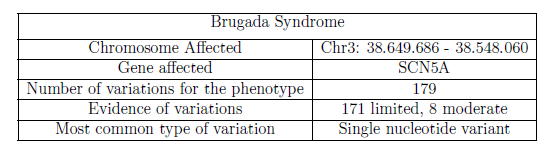 Brugada Syndrome
Chromosome Affected Chr3: 38.649.686 - 38.548.060
Gene affected SCN5A
Number of variations for the phenotype 179
Evidence of variations 171 limited, 8 moderate
Most common type of variation Single nucleotide variant